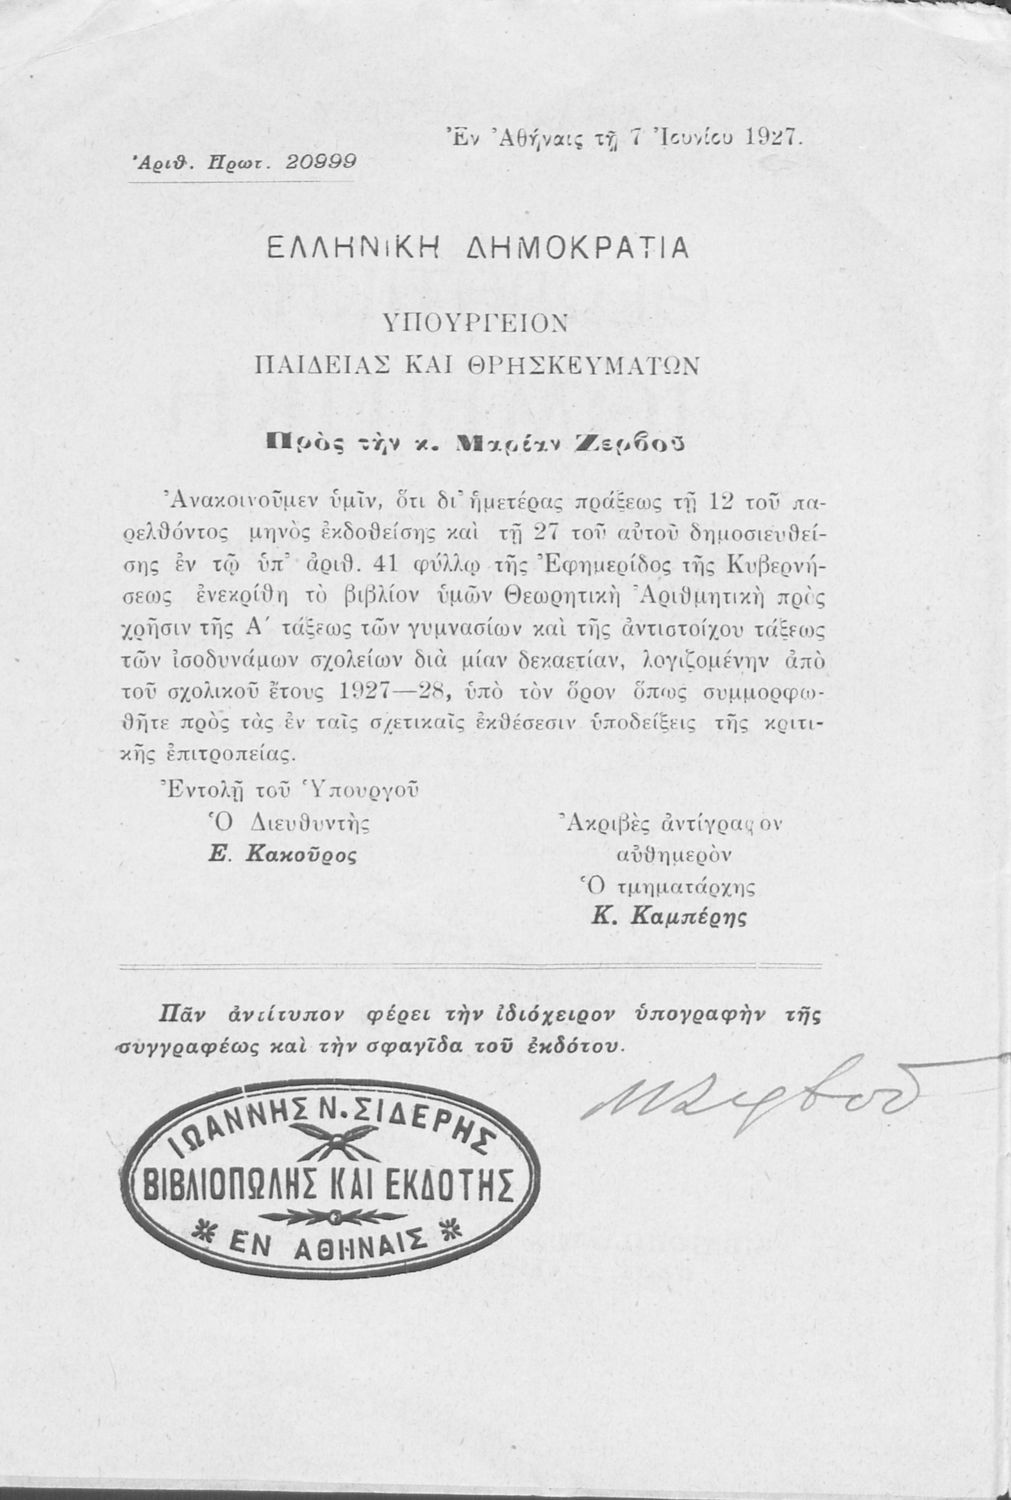 Ἐν Ἀθήναις τῇ 7 Ἰουνίου 1927.
Ἀριθ. Πρωτ. 20999
ΕΛΛΗΝΙΚΗ ΔΗΜΟΚΡΑΤΙΑ
ΥΠΟΥΡΓΕΙΟΝ
ΠΑΙΔΕΙΑΣ ΚΑΙ ΘΡΗΣΚΕΥΜΑΤΩΝ
Πρὸς τὴν κ. Μαρίαν Ζερβοῦ
Ἀνακοινοῦμεν ὑμῖν, ὅτι δι' ἡμετέρας πράξεως τῇ 12 τοῦ πα-
ρελθόντος μηνὸς ἐκδοθείσης καὶ τῇ 27 τοῦ αὐτοῦ δημοσιευθεί-
σης ἐν τῷ ὑπ' ἀριθ. 41 φύλλῳ τῆς Ἐφημερίδος τῆς Κυβερνή-
σεως ἐνεκρίθη τὸ βιβλίον ὑμῶν Θεωρητικὴ Ἀριθμητικὴ πρὸς
χρῆσιν τῆς Α΄ τάξεως τῶν γυμνασίων καὶ τῆς ἀντιστοίχου τάξεως
τῶν ἰσοδυνάμων σχολείων διὰ μίαν δεκαετίαν, λογιζομένην ἀπὸ
τοῦ σχολικοῦ ἔτους 1927—28, ὑπὸ τὸν ὅρον ὅπως συμμορφω-
θῆτε πρὸς τὰς ἐν ταῖς σχετικαῖς ἐκθέσεσιν ὑποδείξεις τῆς κριτι-
κῆς ἐπιτροπείας.
Ἐντολῇ τοῦ Ὑπουργοῦ
Ὁ Διευθυντὴς
Ε. Κακοῦρος
Ἀκριβὲς ἀντίγραφον
αὐθημερὸν
Ὁ τμηματάρχης
Κ. Καμπέρης
Πᾶν ἀντίτυπον φέρει τὴν ἰδιόχειρον ὑπογραφὴν τῆς
συγγραφέως καὶ τὴν σφαγῖδα τοῦ ἐκδότου.
ΜΖερβοῦ
ΙΩΑΝΝΗΣ Ν. ΣΙΔΕΡΗΣ
ΒΙΒΛΙΟΠΩΛΗΣ ΚΑΙ ΕΚΔΟΤΗΣ
ΕΝ ΑΘΗΝΑΙΣ